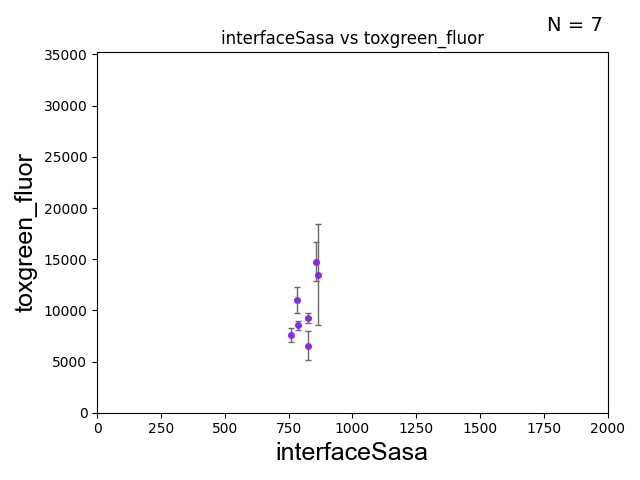 N = 7
interfaceSasa vs toxgreen_fluor
35000
30000
25000
20000
15000
10000
5000
0
toxgreen_fluor
0 250 500 750 1000 1250 1500 1750 2000
interfaceSasa